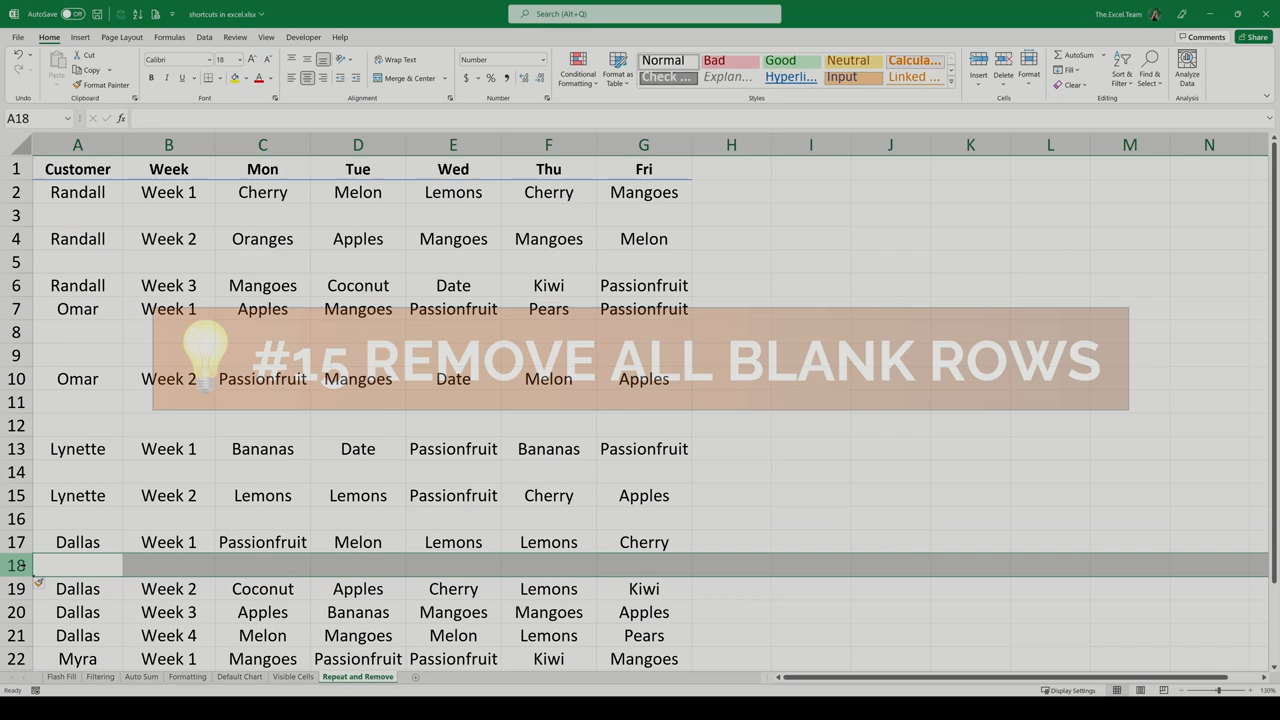 AutoSave Off shortcuts in excel.xlsx Search (Alt+Q) The.Excel.Team
File Home Insert Page Layout Formulas Data Review View Developer Help Comments Share
Paste Cut Copy Format Painter
Calibri 18 A A B I U A
Wrap Text Merge & Center
Number $ % ,
Conditional Formatting Format as Table
Normal Bad Good Neutral Calcula...
Check ... Explan... Hyperli... Input Linked ...
Insert Delete Format
AutoSum Fill Clear Sort & Filter Find & Select Analyze Data
Undo Clipboard Font Alignment Number Styles Cells Editing Analysis
A18 fx
A B C D E F G H I J K L M N
1 Customer Week Mon Tue Wed Thu Fri
2 Randall Week 1 Cherry Melon Lemons Cherry Mangoes
3
4 Randall Week 2 Oranges Apples Mangoes Mangoes Melon
5
6 Randall Week 3 Mangoes Coconut Date Kiwi Passionfruit
7 Omar Week 1 Apples Mangoes Passionfruit Pears Passionfruit
8
9
#15 REMOVE ALL BLANK ROWS
10 Omar Week 2 Passionfruit Mangoes Date Melon Apples
11
12
13 Lynette Week 1 Bananas Date Passionfruit Bananas Passionfruit
14
15 Lynette Week 2 Lemons Lemons Passionfruit Cherry Apples
16
17 Dallas Week 1 Passionfruit Melon Lemons Lemons Cherry
18
19 Dallas Week 2 Coconut Apples Cherry Lemons Kiwi
20 Dallas Week 3 Apples Bananas Mangoes Mangoes Apples
21 Dallas Week 4 Melon Mangoes Melon Lemons Pears
22 Myra Week 1 Mangoes Passionfruit Passionfruit Kiwi Mangoes
Flash Fill Filtering Auto Sum Formatting Default Chart Visible Cells Repeat and Remove
Ready Display Settings 130%